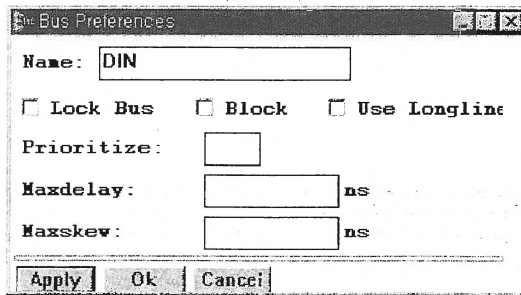 Bus Preferences
Name: DIN
Lock Bus Block Use Longline
Prioritize:
Maxdelay: ns
Maxskew: ns
Apply Ok Cancel